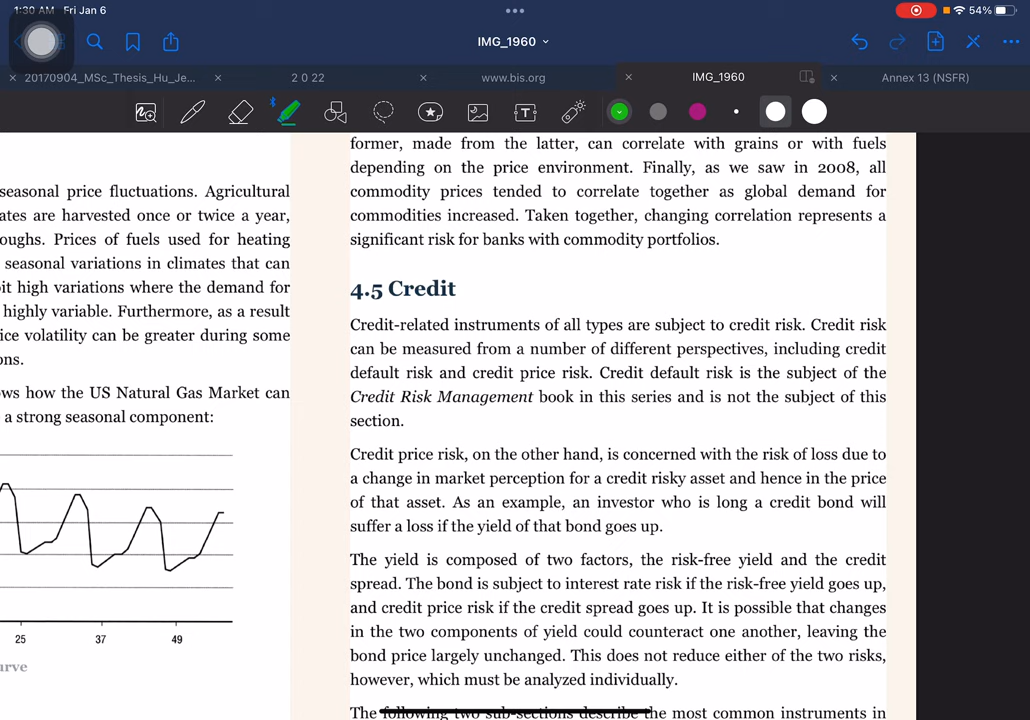 1:30 AM Fri Jan 6
54%
IMG_1960
20170904_MSc_Thesis_Hu_Je...
2 0 22
www.bis.org
IMG_1960
Annex 13 (NSFR)
seasonal price fluctuations. Agricultural
ates are harvested once or twice a year,
oughs. Prices of fuels used for heating
seasonal variations in climates that can
bit high variations where the demand for
highly variable. Furthermore, as a result
ice volatility can be greater during some
ons.
ows how the US Natural Gas Market can
a strong seasonal component:
25 37 49
urve
former, made from the latter, can correlate with grains or with fuels
depending on the price environment. Finally, as we saw in 2008, all
commodity prices tended to correlate together as global demand for
commodities increased. Taken together, changing correlation represents a
significant risk for banks with commodity portfolios.
4.5 Credit
Credit-related instruments of all types are subject to credit risk. Credit risk
can be measured from a number of different perspectives, including credit
default risk and credit price risk. Credit default risk is the subject of the
Credit Risk Management book in this series and is not the subject of this
section.
Credit price risk, on the other hand, is concerned with the risk of loss due to
a change in market perception for a credit risky asset and hence in the price
of that asset. As an example, an investor who is long a credit bond will
suffer a loss if the yield of that bond goes up.
The yield is composed of two factors, the risk-free yield and the credit
spread. The bond is subject to interest rate risk if the risk-free yield goes up,
and credit price risk if the credit spread goes up. It is possible that changes
in the two components of yield could counteract one another, leaving the
bond price largely unchanged. This does not reduce either of the two risks,
however, which must be analyzed individually.
The following two sub-sections describe the most common instruments in